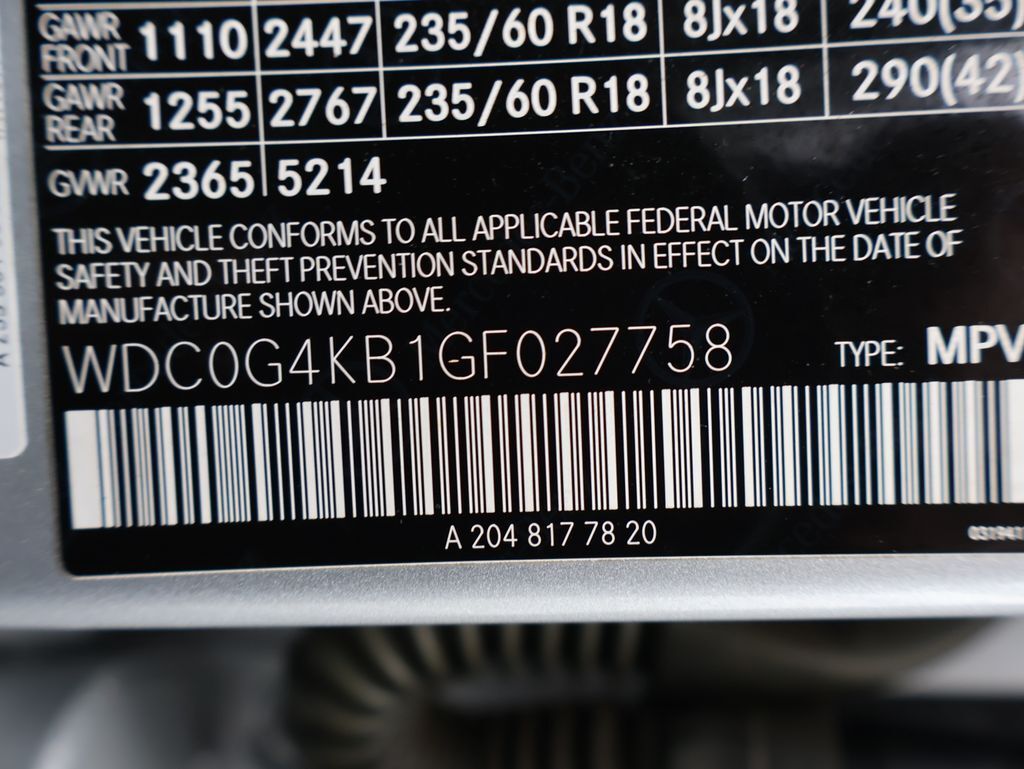 GAWR FRONT 1110 2447 235/60 R18 8Jx18 240(35)
GAWR REAR 1255 2767 235/60 R18 8Jx18 290(42)
GVWR 2365 5214
THIS VEHICLE CONFORMS TO ALL APPLICABLE FEDERAL MOTOR VEHICLE
SAFETY AND THEFT PREVENTION STANDARDS IN EFFECT ON THE DATE OF
MANUFACTURE SHOWN ABOVE.
WDC0G4KB1GF027758 TYPE: MPV
A 204 817 78 20